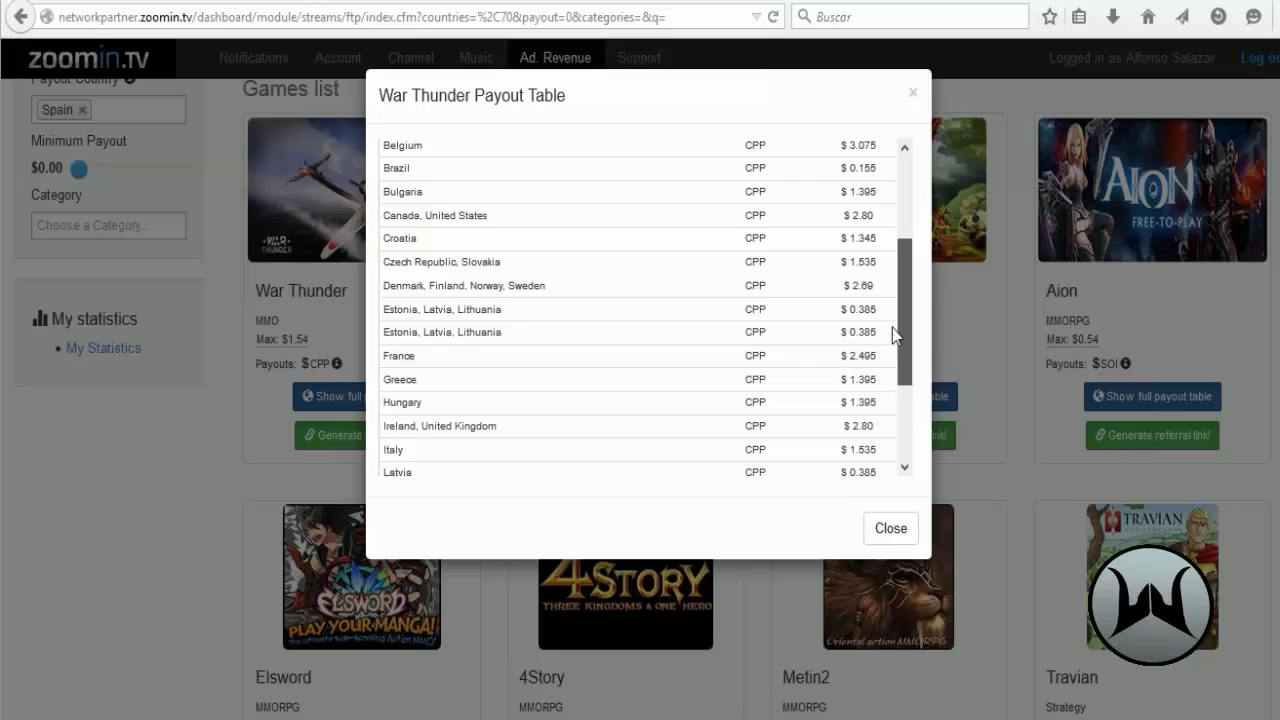 networkpartner.zoomin.tv/dashboard/module/streams/ftp/index.cfm?countries=%2C70&payout=0&categories=&q=
Buscar
zoomin.tv
Notifications
Account
Channel
Music
Ad. Revenue
Support
Logged in as Alfonso Salazar
Payout Country
Spain ×
Minimum Payout
$0.00
Category
Choose a Category...
My statistics
• My Statistics
Games list
War Thunder Payout Table
×
Belgium CPP $ 3.075
Brazil CPP $ 0.155
Bulgaria CPP $ 1.395
Canada, United States CPP $ 2.80
Croatia CPP $ 1.345
Czech Republic, Slovakia CPP $ 1.535
Denmark, Finland, Norway, Sweden CPP $ 2.69
Estonia, Latvia, Lithuania CPP $ 0.385
Estonia, Latvia, Lithuania CPP $ 0.385
France CPP $ 2.495
Greece CPP $ 1.395
Hungary CPP $ 1.395
Ireland, United Kingdom CPP $ 2.80
Italy CPP $ 1.535
Latvia CPP $ 0.385
Close
WAR
THUNDER
War Thunder
MMO
Max: $1.54
Payouts: $CPP
Show full
Generate
AION
FREE-TO-PLAY
Aion
MMORPG
Max: $0.54
Payouts: $SOI
Show full payout table
Generate referral link!
ELSWORD
PLAY YOUR MANGA!
Elsword
MMORPG
4STORY
THREE KINGDOMS & ONE HERO
4Story
MMORPG
Oriental action MMORPG
Metin2
MMORPG
TRAVIAN
Travian
Strategy